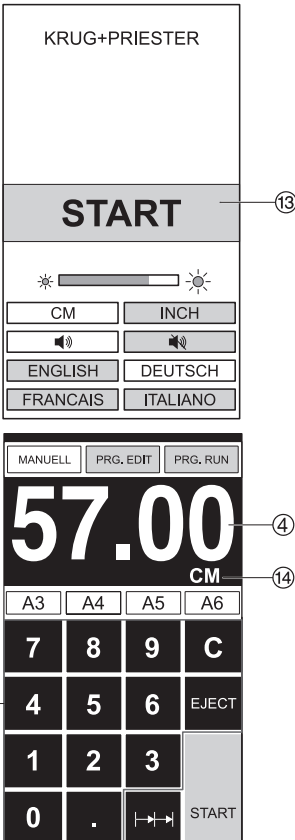 KRUG+PRIESTER
START 13
CM INCH
ENGLISH DEUTSCH
FRANCAIS ITALIANO
MANUELL PRG. EDIT PRG. RUN
57.00 4
CM 14
A3 A4 A5 A6
7 8 9 C
4 5 6 EJECT
1 2 3
0 . START